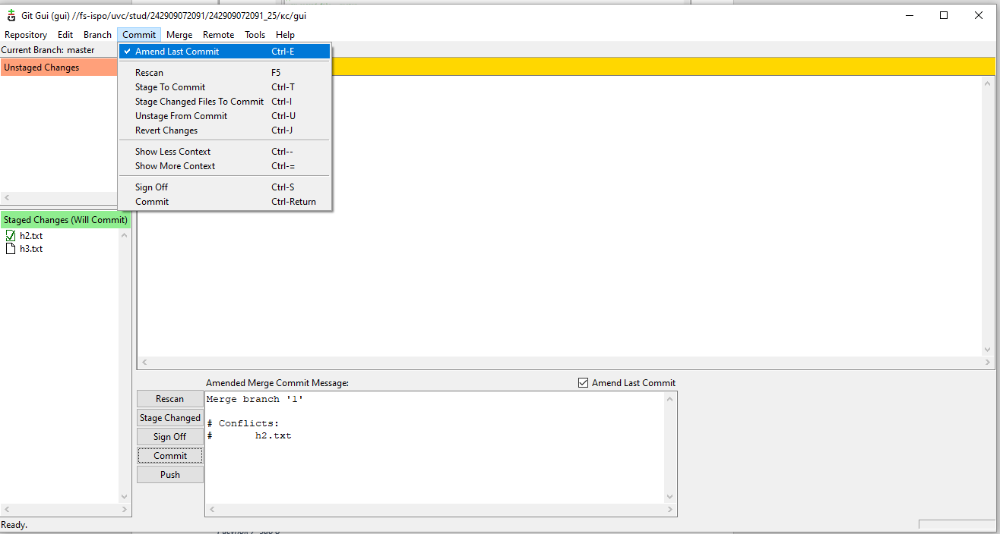 Git Gui (gui) //fs-ispo/uvc/stud/242909072091/242909072091_25/кс/gui
Repository Edit Branch Commit Merge Remote Tools Help
Current Branch: master
Amend Last Commit Ctrl-E
Unstaged Changes
Rescan F5
Stage To Commit Ctrl-T
Stage Changed Files To Commit Ctrl-I
Unstage From Commit Ctrl-U
Revert Changes Ctrl-J
Show Less Context Ctrl--
Show More Context Ctrl-=
Sign Off Ctrl-S
Commit Ctrl-Return
Staged Changes (Will Commit)
h2.txt
h3.txt
Amended Merge Commit Message:
Amend Last Commit
Rescan
Stage Changed
Sign Off
Commit
Push
Merge branch '1'
# Conflicts:
# h2.txt
Ready.